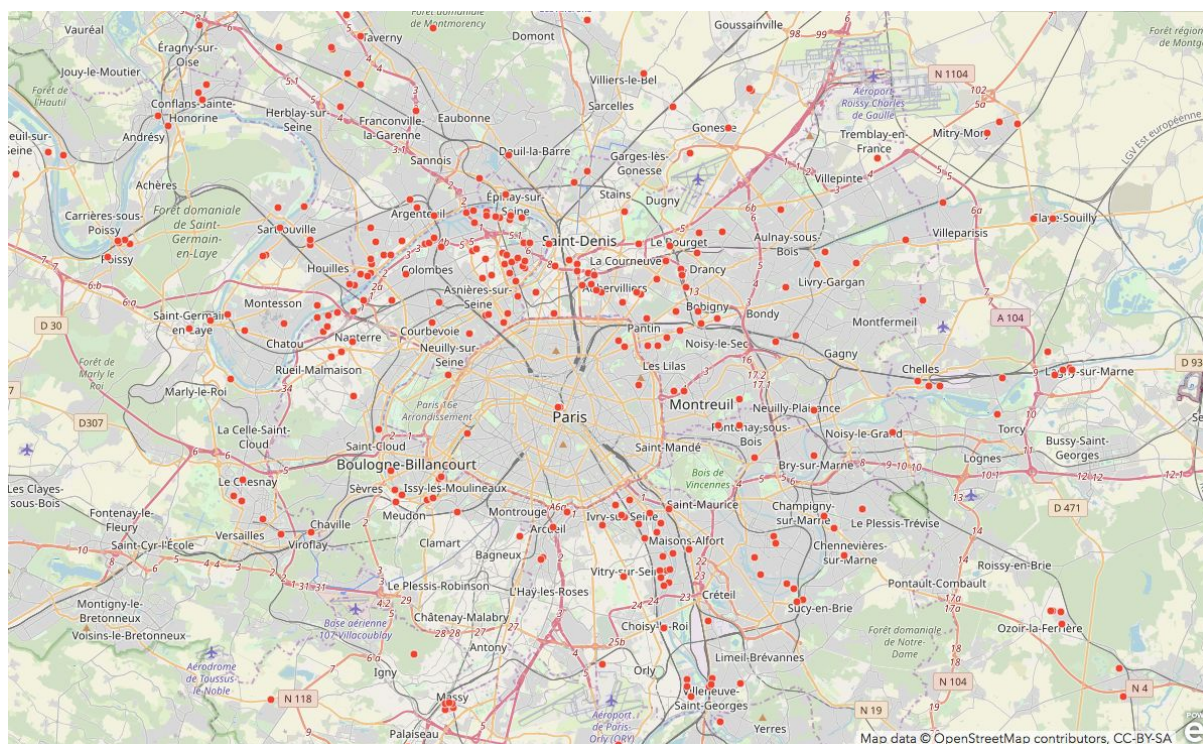 Vauréal
Forêt domaniale
de Montmorency
Goussainville
Taverny
Domont
98
99
Éragny-sur-
Oise
Jouy-le-Moutier
Forêt de
l'Hautil
Conflans-Sainte-
Honorine
Herblay-sur-
Seine
Franconville-
la-Garenne
Eaubonne
Villiers-le-Bel
Sarcelles
Aéroport
Roissy Charles
de Gaulle
N 1104
102
5a
Gonesse
Tremblay-en-
France
Mitry-Mory
LGV Est européenne
Andrésy
Sannois
Deuil-la-Barre
Garges-lès-
Gonesse
Villepinte
Achères
Épinay-sur-
Seine
Stains
Dugny
Carrières-sous-
Poissy
Poissy
Forêt domaniale
de Saint-
Germain-
en-Laye
Sartrouville
Argenteuil
Saint-Denis
Le Bourget
Aulnay-sous-
Bois
Villeparisis
Claye-Souilly
Houilles
Colombes
La Courneuve
Drancy
Livry-Gargan
Asnières-sur-
Seine
Aubervilliers
Bobigny
Bondy
Montesson
Saint-Germain-
en-Laye
D 30
Chatou
Nanterre
Courbevoie
Neuilly-sur-
Seine
Pantin
Noisy-le-Sec
Montfermeil
A 104
Forêt de
Marly le
Roi
Rueil-Malmaison
Les Lilas
Gagny
Chelles
Lagny-sur-Marne
D 93
Marly-le-Roi
Paris 16e
Arrondissement
Paris
Montreuil
Neuilly-Plaisance
Torcy
D307
La Celle-Saint-
Cloud
Saint-Cloud
Saint-Mandé
Fontenay-sous-
Bois
Noisy-le-Grand
Bussy-Saint-
Georges
Boulogne-Billancourt
Bois de
Vincennes
Bry-sur-Marne
Lognes
Les Clayes-
sous-Bois
Le Chesnay
Sèvres
Issy-les-Moulineaux
Meudon
Montrouge
A6a
Saint-Maurice
Champigny-
sur-Marne
Le Plessis-Trévise
D 471
Fontenay-le-
Fleury
Versailles
Chaville
Viroflay
Arcueil
Ivry-sur-Seine
Maisons-Alfort
Saint-Cyr-l'École
Clamart
Bagneux
Chennevières-
sur-Marne
Roissy-en-Brie
Le Plessis-Robinson
Vitry-sur-Seine
Pontault-Combault
Montigny-le-
Bretonneux
L'Haÿ-les-Roses
Créteil
Sucy-en-Brie
Base aérienne
107 Villacoublay
Châtenay-Malabry
Voisins-le-Bretonneux
Choisy-le-Roi
Ozoir-la-Ferrière
Antony
Forêt
domaniale
de Notre-
Dame
Aérodrome
de Toussus-
le-Noble
Igny
Orly
Limeil-Brévannes
N 118
Massy
Villeneuve-
Saint-Georges
N 104
N 4
Palaiseau
Aéroport
de Paris-
Orly (ORY)
Yerres
N 19
Map data © OpenStreetMap contributors, CC-BY-SA